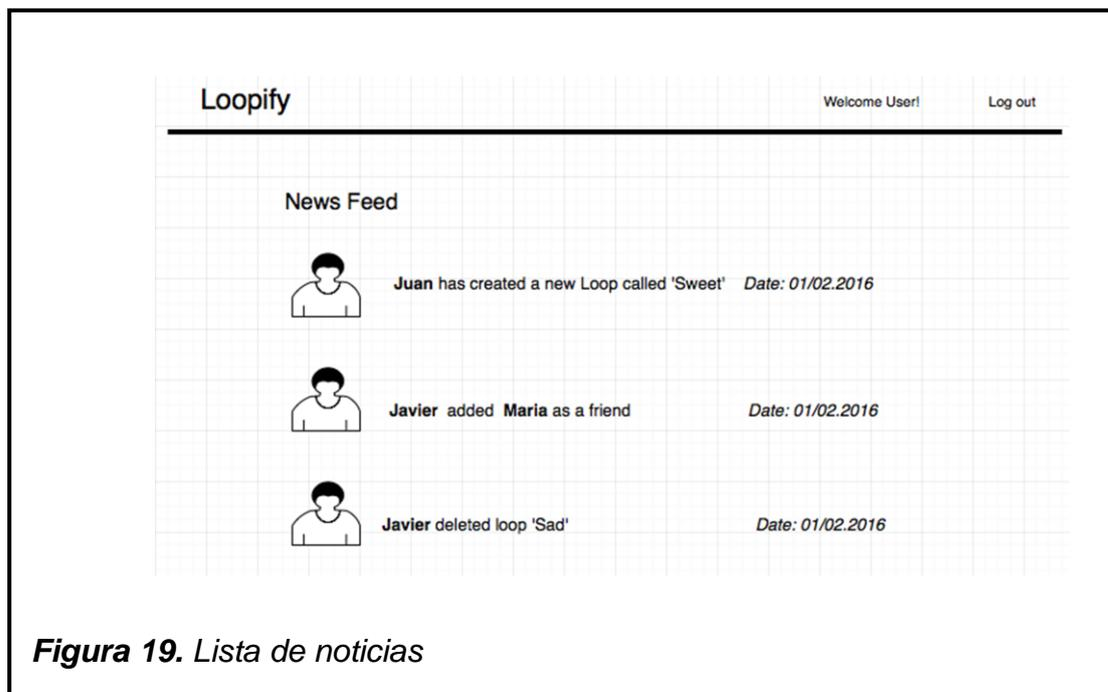 Loopify Welcome User! Log out
News Feed
Juan has created a new Loop called 'Sweet' Date: 01/02.2016
Javier added Maria as a friend Date: 01/02.2016
Javier deleted loop 'Sad' Date: 01/02.2016
Figura 19. Lista de noticias